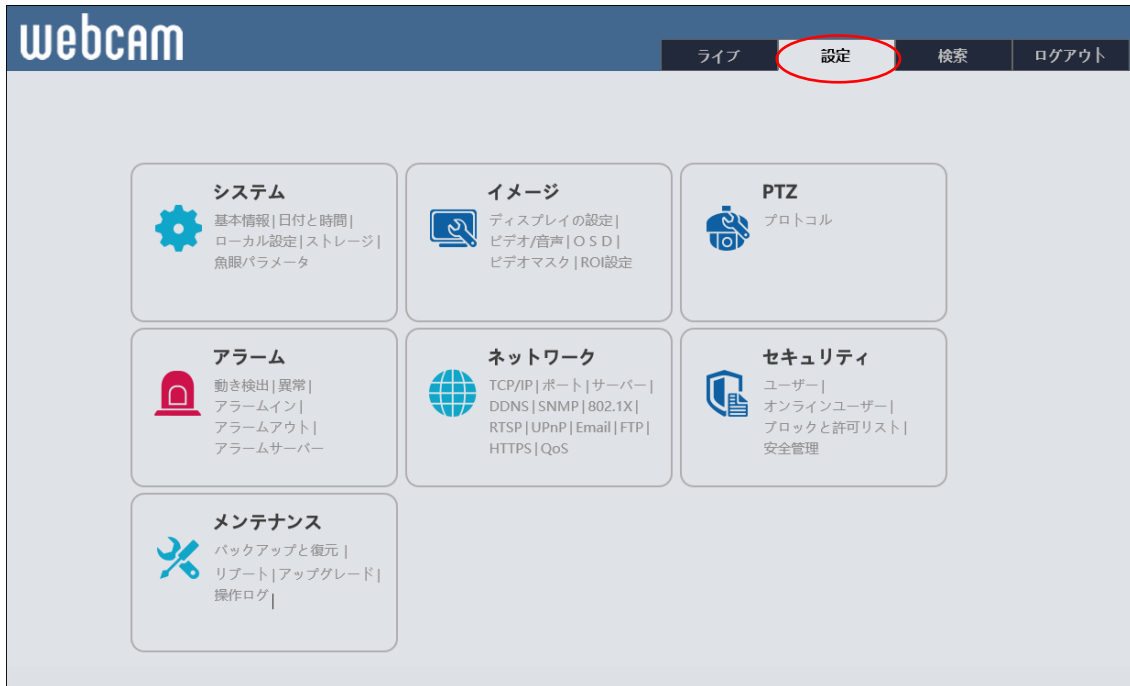 webcam
ライブ 設定 検索 ログアウト
システム
基本情報|日付と時間|
ローカル設定|ストレージ|
魚眼パラメータ
イメージ
ディスプレイの設定|
ビデオ/音声|ＯＳＤ|
ビデオマスク|ROI設定
PTZ
プロトコル
アラーム
動き検出|異常|
アラームイン|
アラームアウト|
アラームサーバー
ネットワーク
TCP/IP|ポート|サーバー|
DDNS|SNMP|802.1X|
RTSP|UPnP|Email|FTP|
HTTPS|QoS
セキュリティ
ユーザー|
オンラインユーザー|
ブロックと許可リスト|
安全管理
メンテナンス
バックアップと復元|
リブート|アップグレード|
操作ログ|